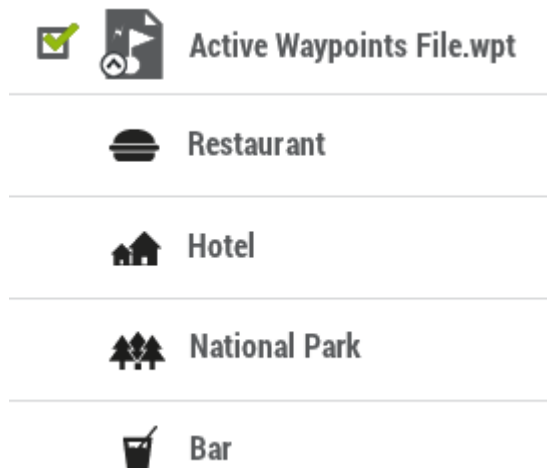 Active Waypoints File.wpt
Restaurant
Hotel
National Park
Bar